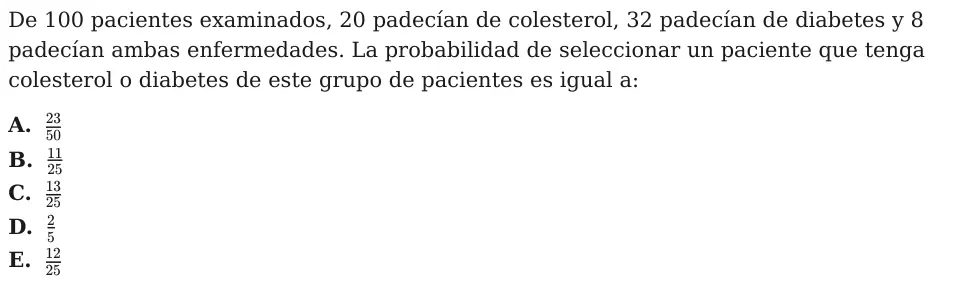 De 100 pacientes examinados, 20 padecían de colesterol, 32 padecían de diabetes y 8
padecían ambas enfermedades. La probabilidad de seleccionar un paciente que tenga
colesterol o diabetes de este grupo de pacientes es igual a:
A. 23/50
B. 11/25
C. 13/25
D. 2/5
E. 12/25